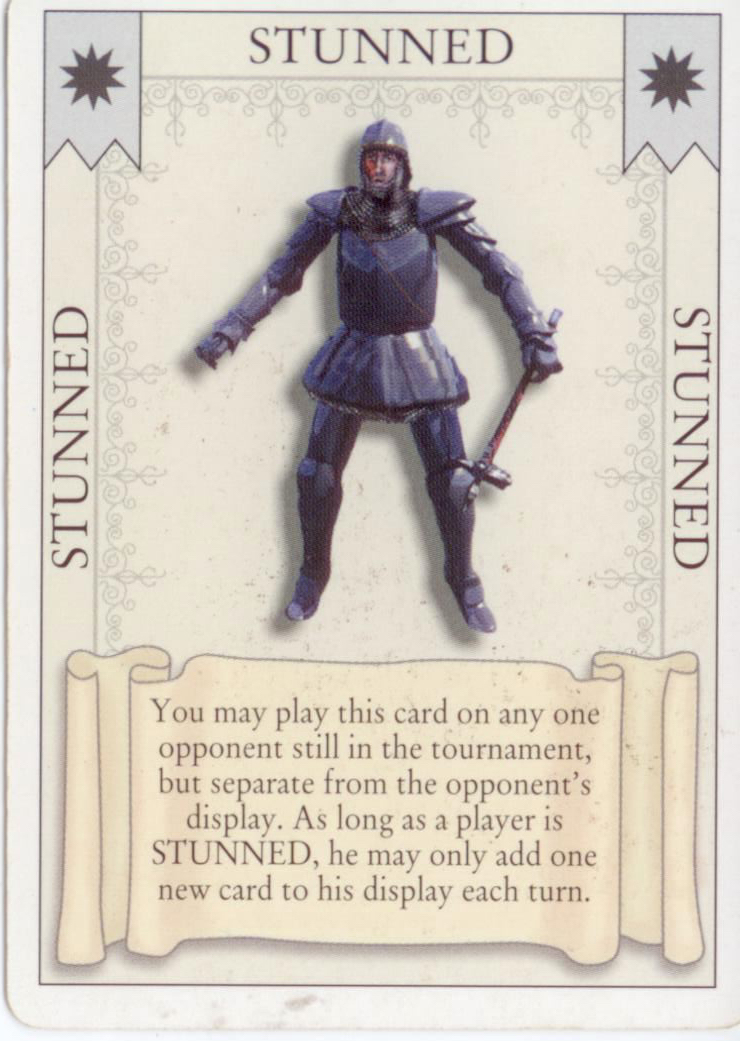 STUNNED
STUNNED
STUNNED
You may play this card on any one
opponent still in the tournament,
but separate from the opponent's
display. As long as a player is
STUNNED, he may only add one
new card to his display each turn.